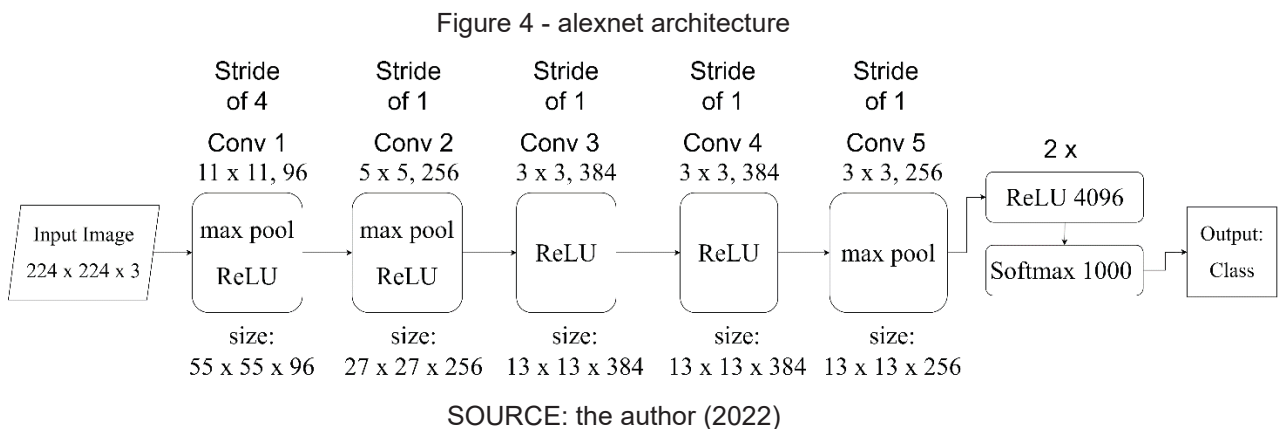 Figure 4 - alexnet architecture
Stride
of 4
Stride
of 1
Stride
of 1
Stride
of 1
Stride
of 1
Conv 1
11 x 11, 96
Conv 2
5 x 5, 256
Conv 3
3 x 3, 384
Conv 4
3 x 3, 384
Conv 5
3 x 3, 256
2 x
Input Image
224 x 224 x 3
max pool
ReLU
max pool
ReLU
ReLU
ReLU
max pool
ReLU 4096
Softmax 1000
Output:
Class
size:
55 x 55 x 96
size:
27 x 27 x 256
size:
13 x 13 x 384
size:
13 x 13 x 384
size:
13 x 13 x 256
SOURCE: the author (2022)